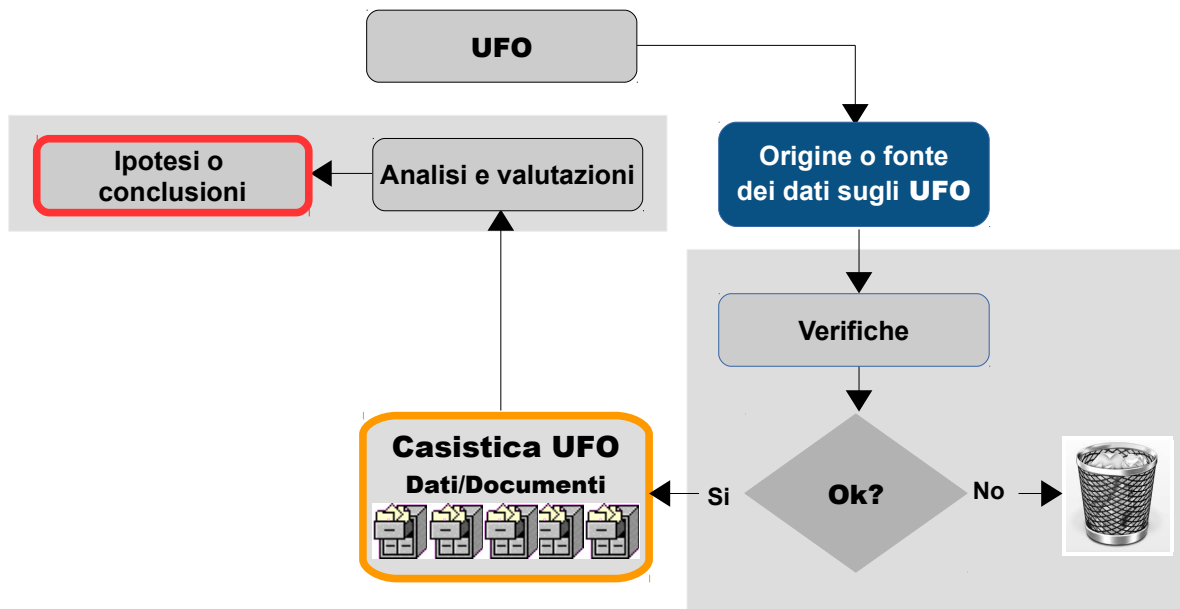 UFO
Origine o fonte
dei dati sugli UFO
Ipotesi o
conclusioni
Analisi e valutazioni
Verifiche
Casistica UFO
Dati/Documenti
Si
Ok?
No